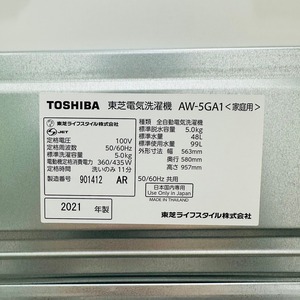 TOSHIBA 東芝電気洗濯機 AW-5GA1<家庭用>
東芝ライフスタイル株式会社
JET
定格電圧 100V
定格周波数 50/60Hz
標準洗濯容量 5.0kg
電動機定格消費電力 360/435W
定格時間 洗いのみ 11分
製造番号 901412 AR
2021 年製
種類 全自動電気洗濯機
標準脱水容量 5.0kg
標準水量 48L
標準使用水量 99L
外形寸法 幅 563mm
奥行 580mm
高さ 957mm
50/60Hz 共用
日本国内専用
Use Only in Japan
MADE IN THAILAND
東芝ライフスタイル株式会社